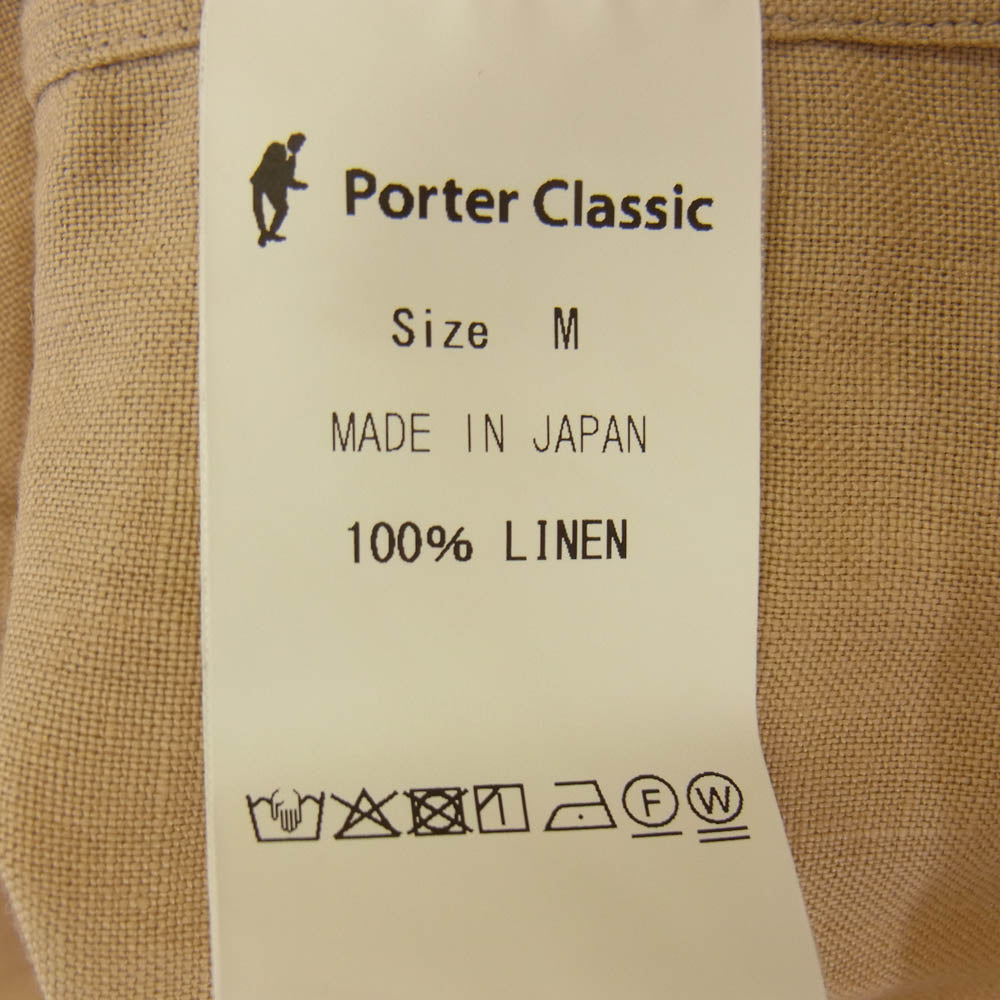 Porter Classic
Size M
MADE IN JAPAN
100% LINEN
F W